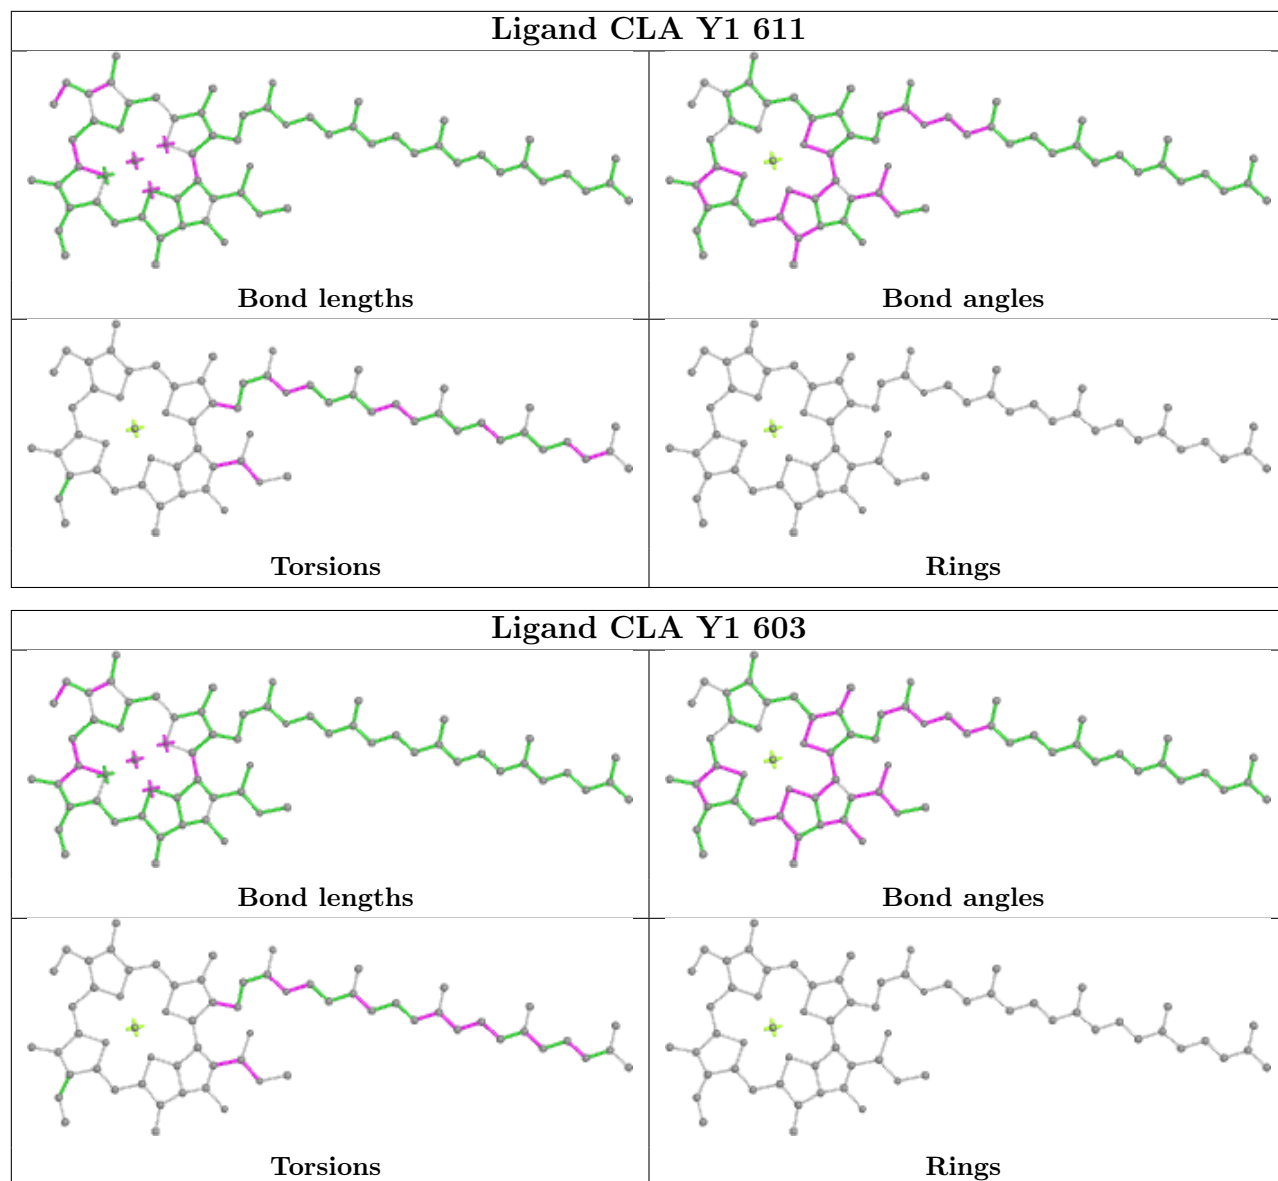 Ligand CLA Y1 611
Bond lengths
Bond angles
Torsions
Rings
Ligand CLA Y1 603
Bond lengths
Bond angles
Torsions
Rings